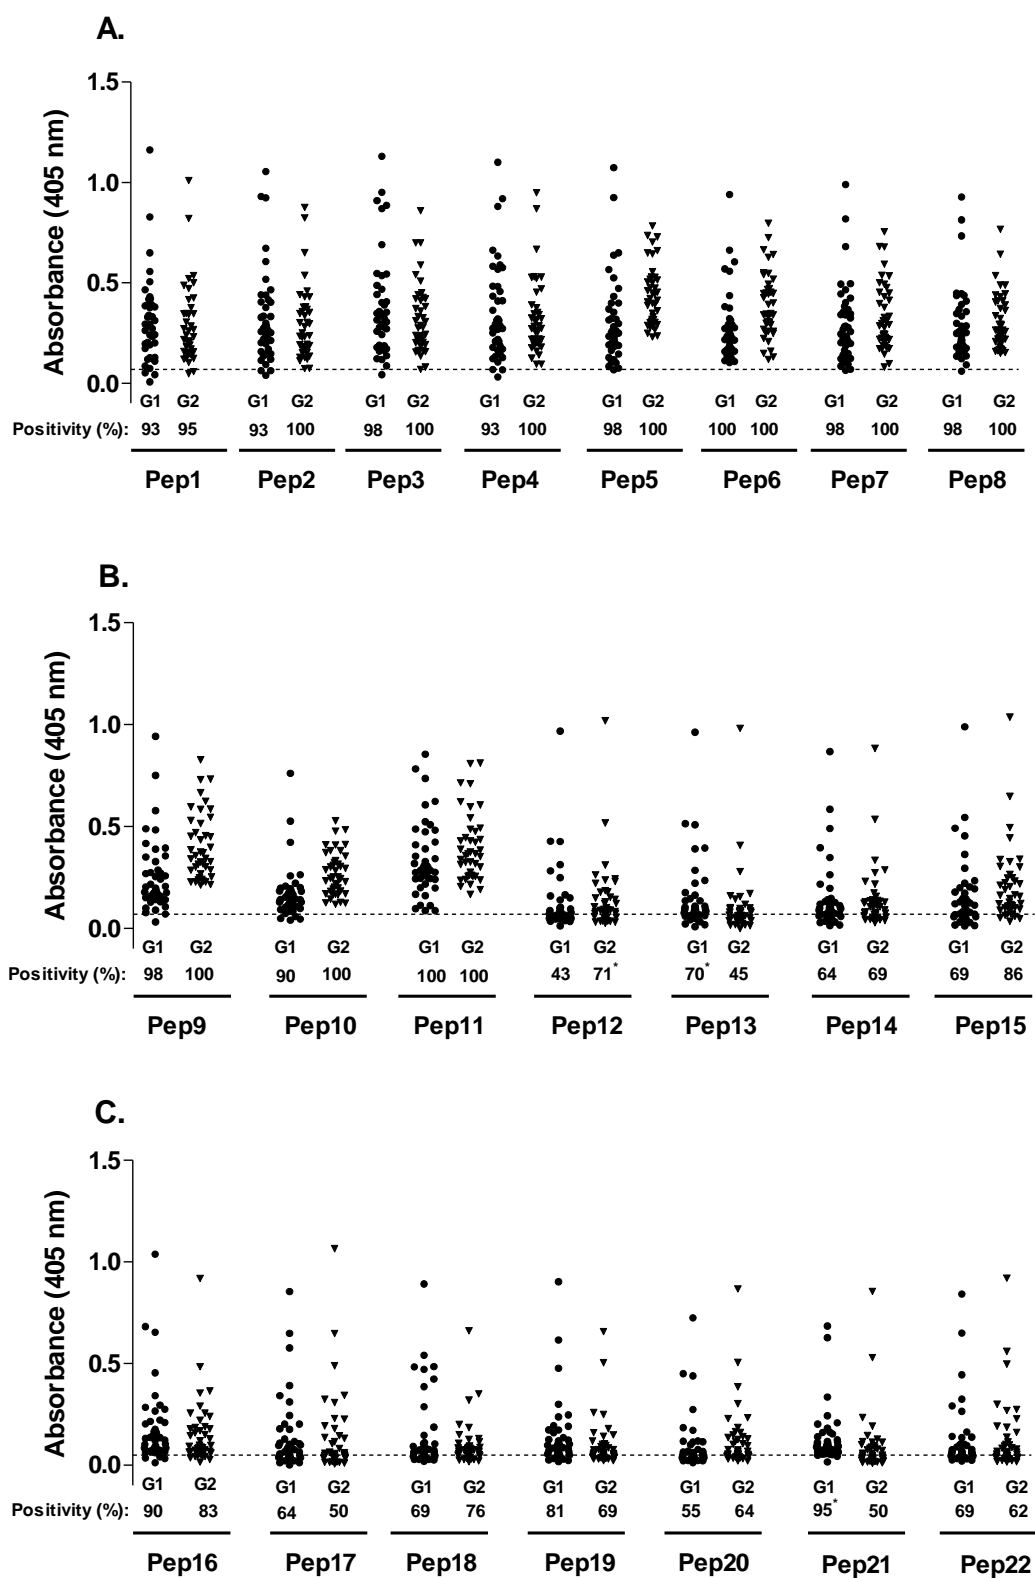 A.
1.5
1.0
0.5
0.0
Absorbance (405 nm)
G1 G2 G1 G2 G1 G2 G1 G2 G1 G2 G1 G2 G1 G2 G1 G2
Positivity (%): 93 95 93 100 98 100 93 100 98 100 100 100 98 100 98 100
Pep1 Pep2 Pep3 Pep4 Pep5 Pep6 Pep7 Pep8
B.
1.5
1.0
0.5
0.0
Absorbance (405 nm)
G1 G2 G1 G2 G1 G2 G1 G2 G1 G2 G1 G2 G1 G2
Positivity (%): 98 100 90 100 100 100 43 71* 70* 45 64 69 69 86
Pep9 Pep10 Pep11 Pep12 Pep13 Pep14 Pep15
C.
1.5
1.0
0.5
0.0
Absorbance (405 nm)
G1 G2 G1 G2 G1 G2 G1 G2 G1 G2 G1 G2 G1 G2
Positivity (%): 90 83 64 50 69 76 81 69 55 64 95* 50 69 62
Pep16 Pep17 Pep18 Pep19 Pep20 Pep21 Pep22